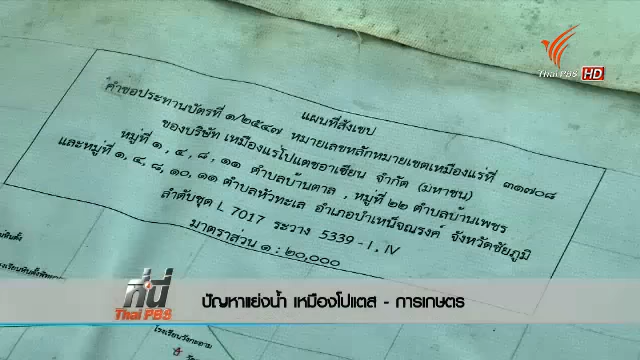 Thai PBS HD
แผนที่สังเขป
คำขอประทานบัตรที่ ๑/๒๕๔๗ หมายเลขหลักหมายเขตเหมืองแร่ที่ ๓๑๗๐๘
ของบริษัท เหมืองแร่โปแตชอาเซียน จำกัด (มหาชน)
หมู่ที่ ๑, ๔, ๘, ๑๑ ตำบลบ้านตาล , หมู่ที่ ๒๒ ตำบลบ้านเพชร
และหมู่ที่ ๑, ๔, ๘, ๑๐, ๑๑ ตำบลหัวทะเล อำเภอบำเหน็จณรงค์ จังหวัดชัยภูมิ
ลำดับชุด L 7017 ระวาง 5339 - I , IV
มาตราส่วน ๑ : ๒๐,๐๐๐
ที่นี่
Thai PBS
ปัญหาแย่งน้ำ เหมืองโปแตส - การเกษตร